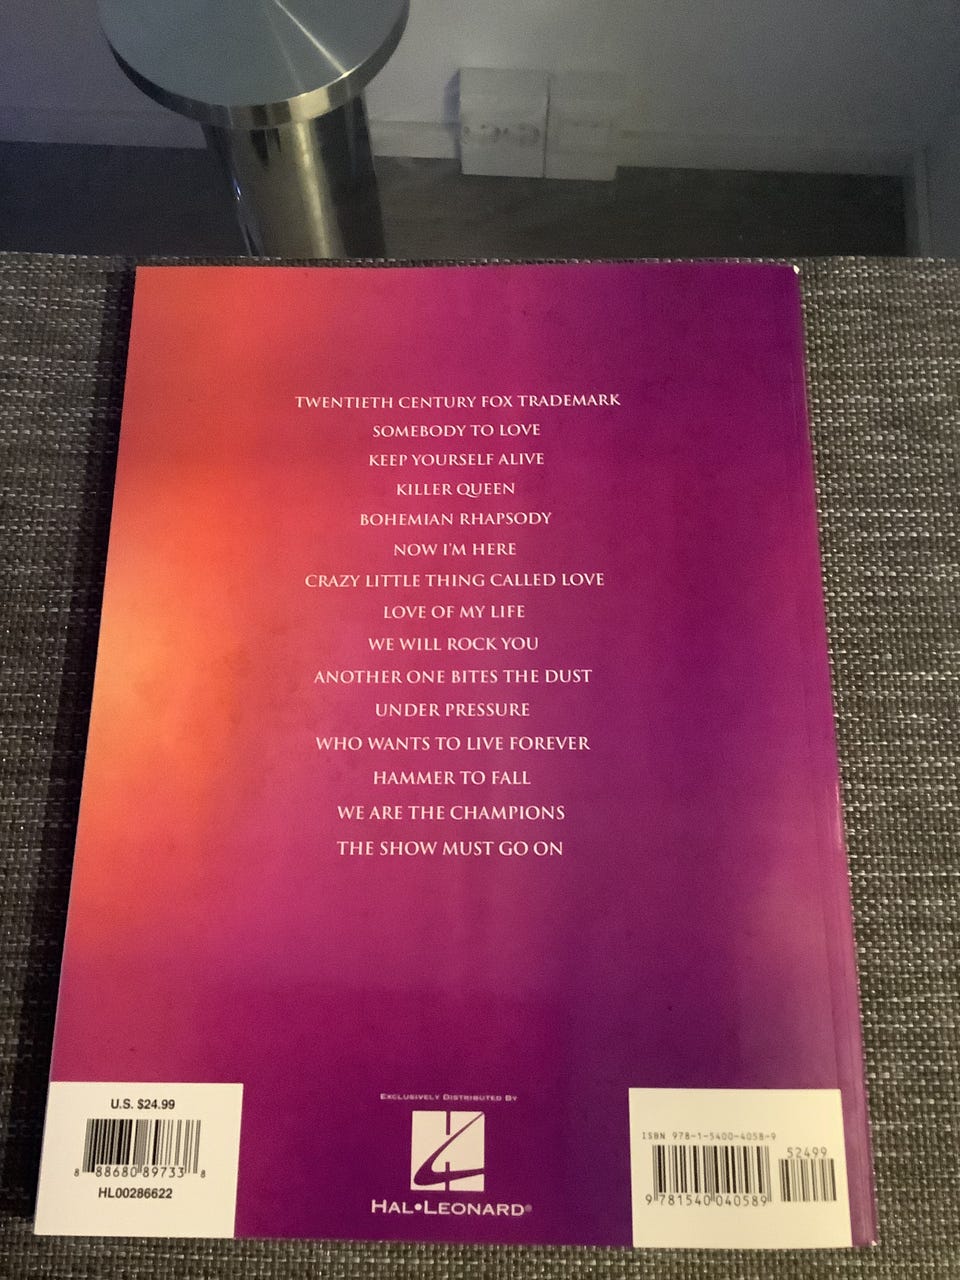 TWENTIETH CENTURY FOX TRADEMARK
SOMEBODY TO LOVE
KEEP YOURSELF ALIVE
KILLER QUEEN
BOHEMIAN RHAPSODY
NOW I'M HERE
CRAZY LITTLE THING CALLED LOVE
LOVE OF MY LIFE
WE WILL ROCK YOU
ANOTHER ONE BITES THE DUST
UNDER PRESSURE
WHO WANTS TO LIVE FOREVER
HAMMER TO FALL
WE ARE THE CHAMPIONS
THE SHOW MUST GO ON
U.S. $24.99
8 88680 89733 8
HL00286622
EXCLUSIVELY DISTRIBUTED BY
HAL•LEONARD®
ISBN 978-1-5400-4058-9
52499
9 781540 040589